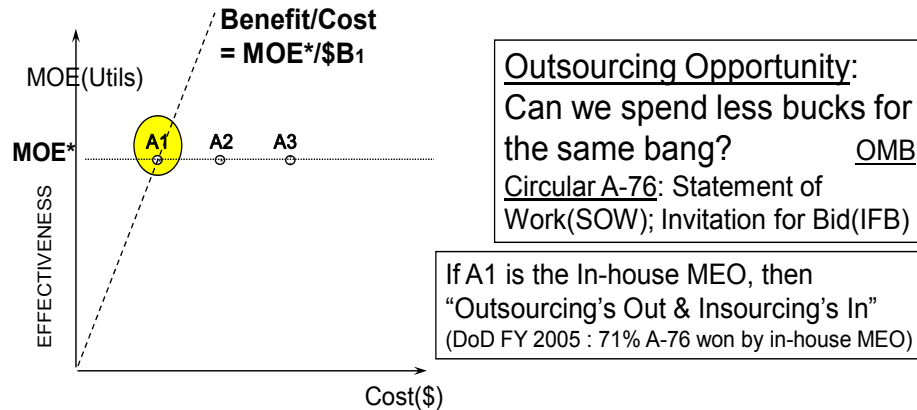 Benefit/Cost
= MOE*/$B1
MOE(Utils)
MOE*
A1 A2 A3
EFFECTIVENESS
Cost($)
Outsourcing Opportunity:
Can we spend less bucks for
the same bang? OMB
Circular A-76: Statement of
Work(SOW); Invitation for Bid(IFB)
If A1 is the In-house MEO, then
“Outsourcing’s Out & Insourcing’s In”
(DoD FY 2005 : 71% A-76 won by in-house MEO)